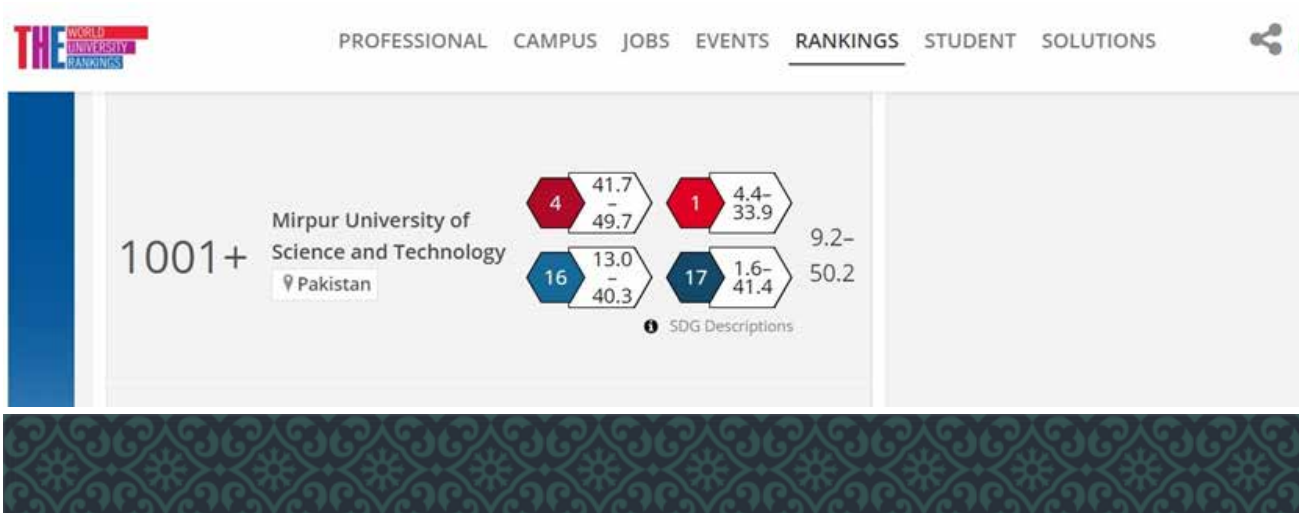 THE WORLD
UNIVERSITY
RANKINGS
PROFESSIONAL CAMPUS JOBS EVENTS RANKINGS STUDENT SOLUTIONS
1001+
Mirpur University of
Science and Technology
Pakistan
4 41.7
–
49.7
1 4.4–
33.9
16 13.0
–
40.3
17 1.6–
41.4
SDG Descriptions
9.2–
50.2